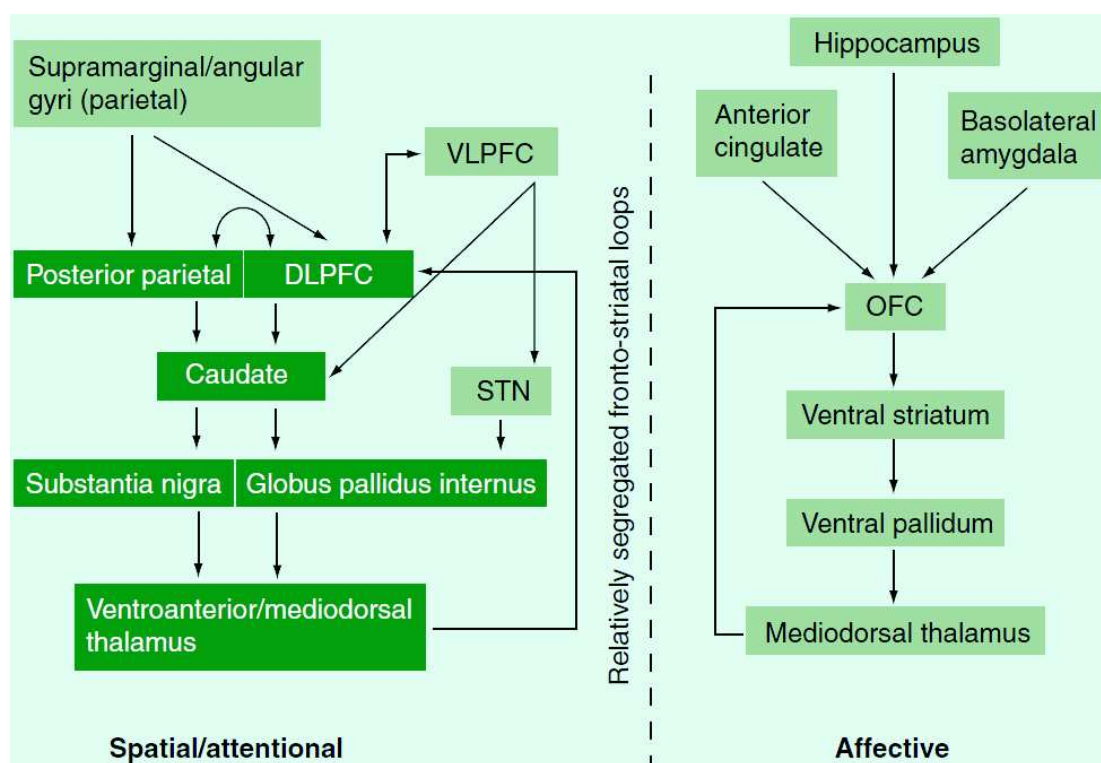 Supramarginal/angular
gyri (parietal)
VLPFC
Posterior parietal
DLPFC
Caudate
STN
Substantia nigra
Globus pallidus internus
Ventroanterior/mediodorsal
thalamus
Spatial/attentional
Relatively segregated fronto-striatal loops
Hippocampus
Anterior
cingulate
Basolateral
amygdala
OFC
Ventral striatum
Ventral pallidum
Mediodorsal thalamus
Affective